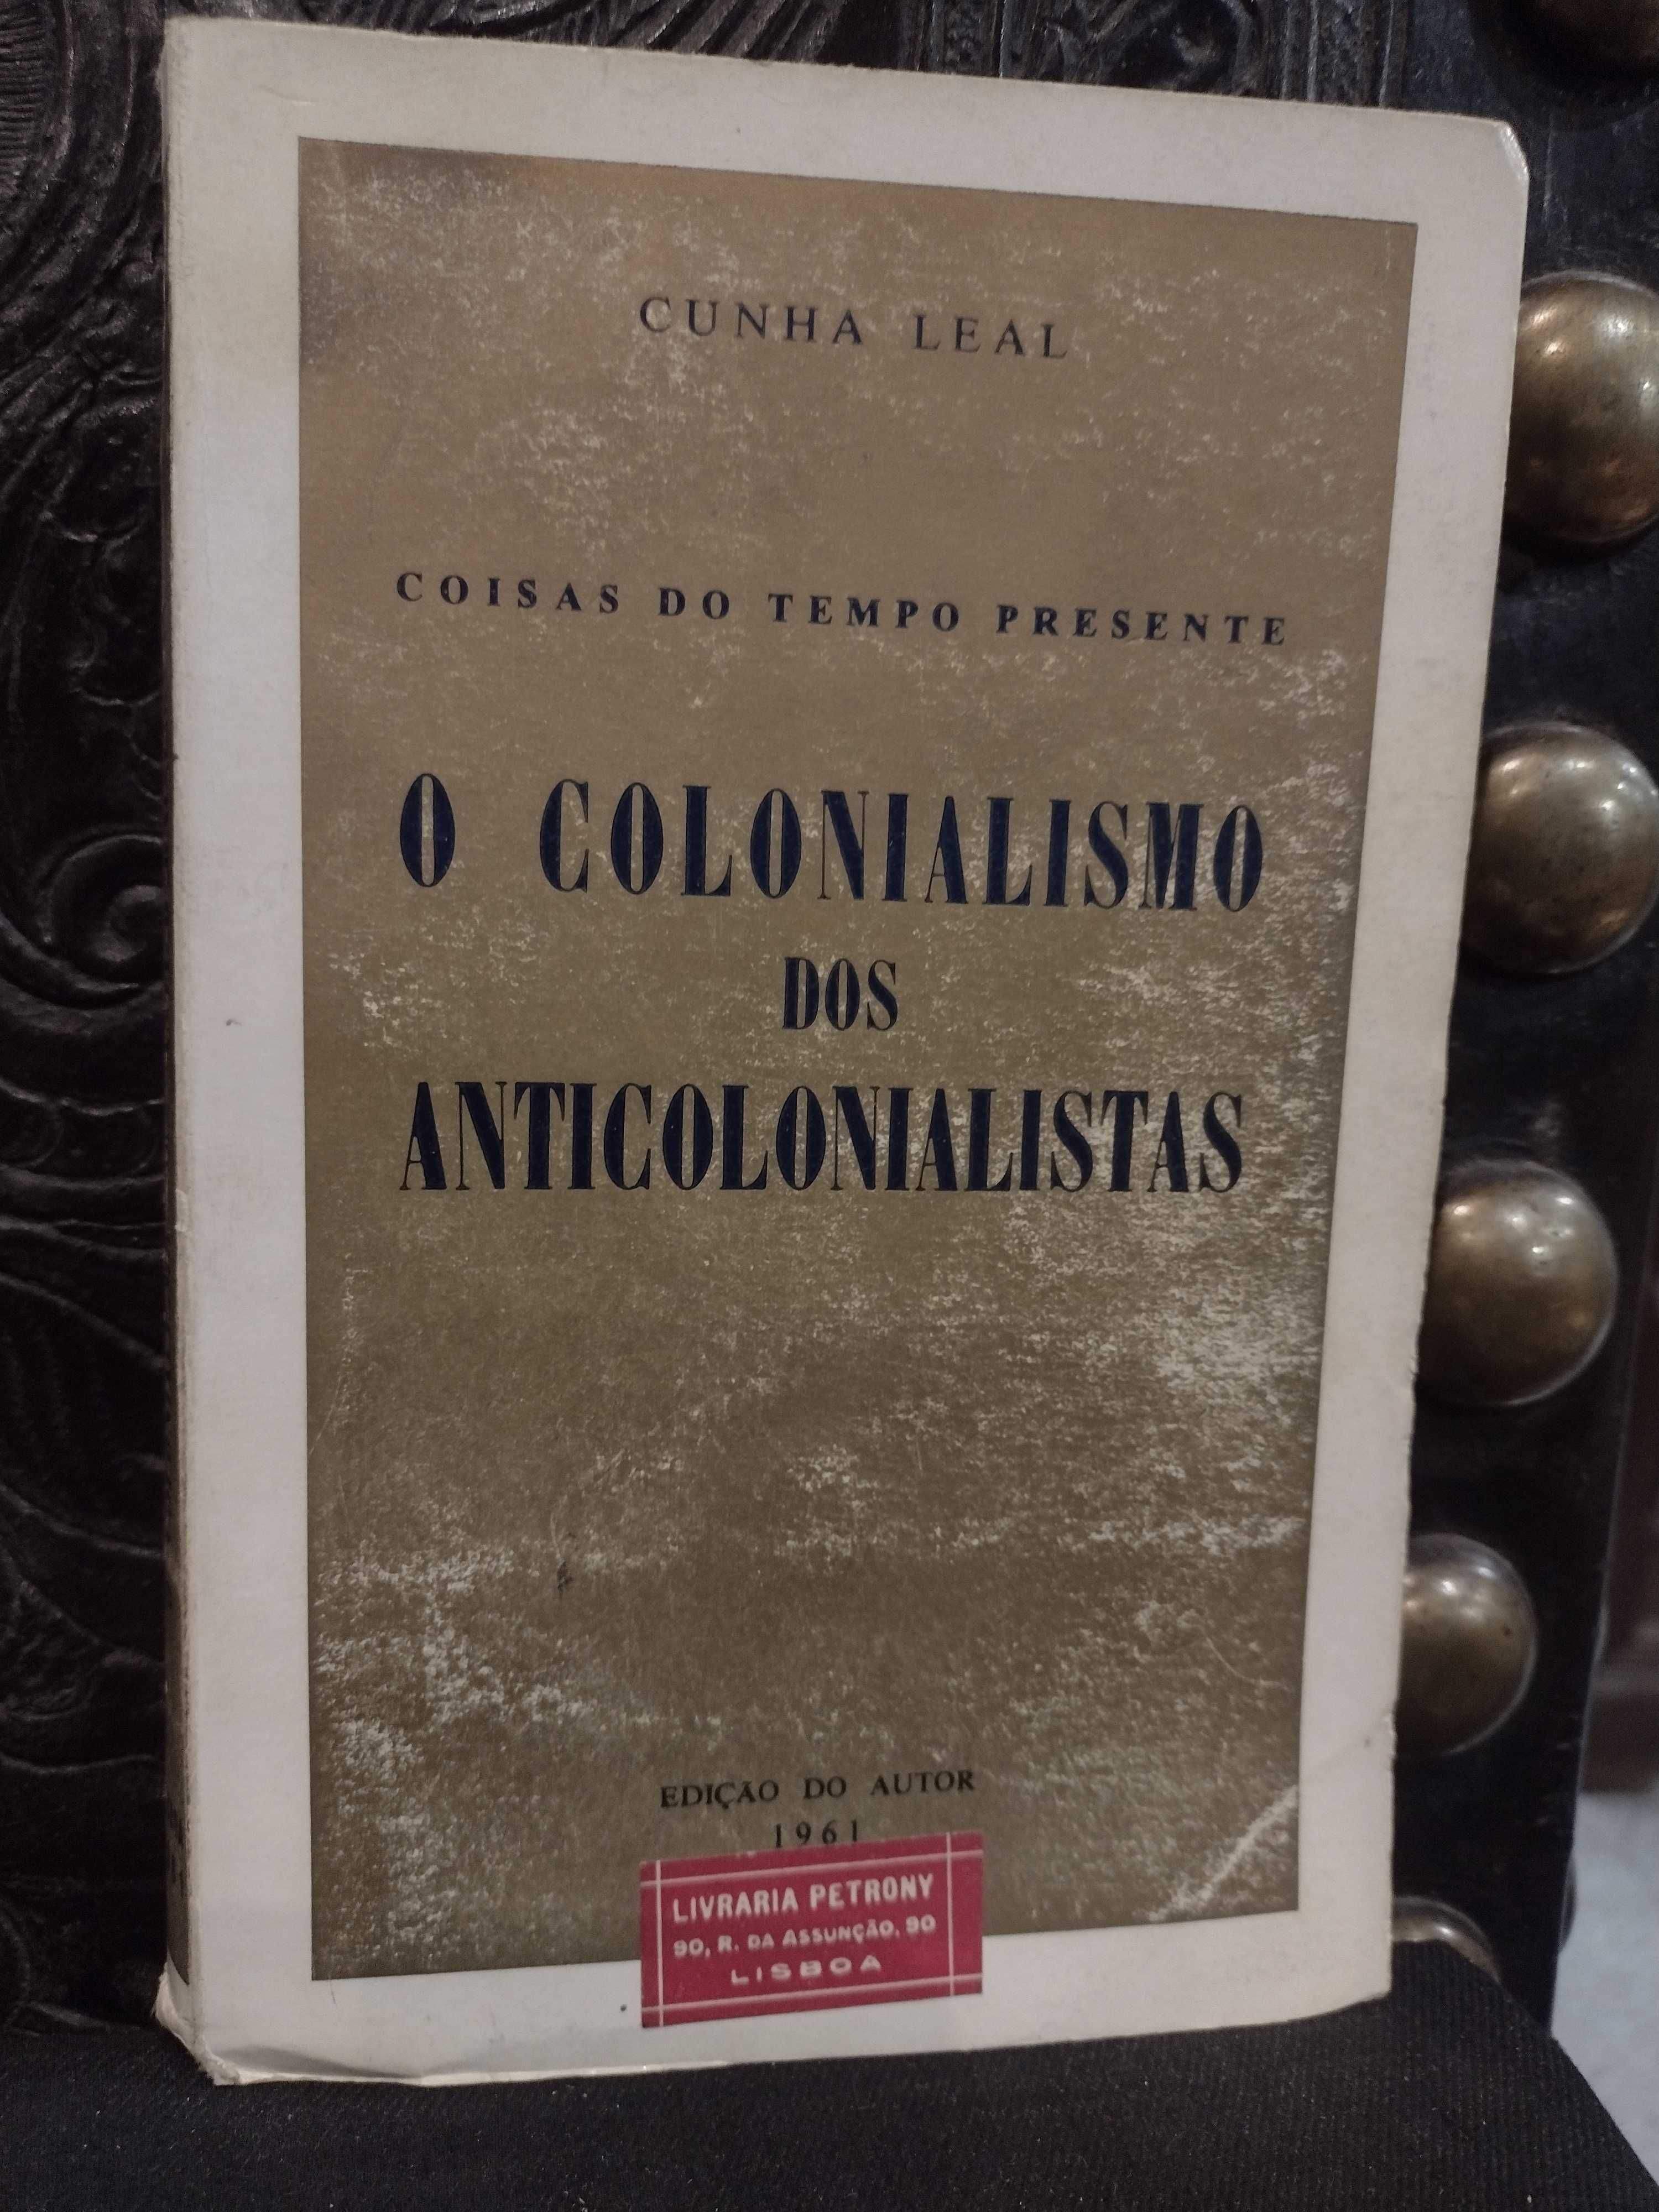 CUNHA LEAL
COISAS DO TEMPO PRESENTE
O COLONIALISMO
DOS
ANTICOLONIALISTAS
EDIÇÃO DO AUTOR
1961
LIVRARIA PETRONY
90, R. DA ASSUNÇÃO, 90
LISBOA